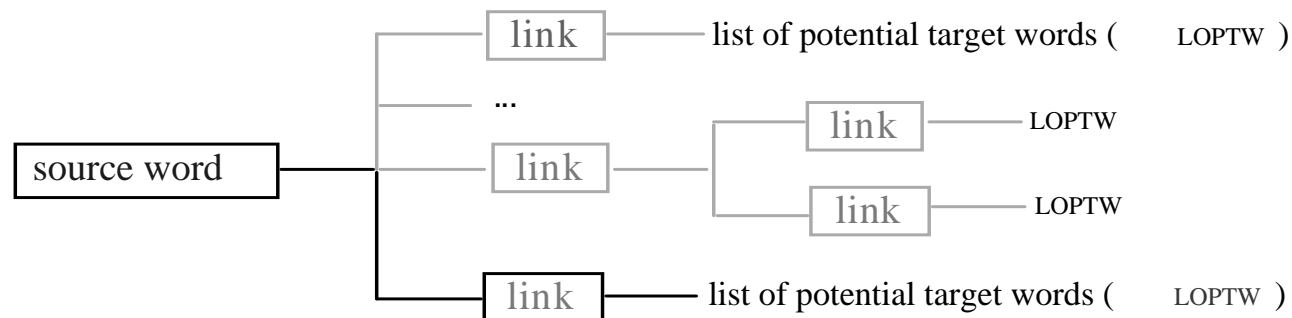 link list of potential target words ( LOPTW )
...
link LOPTW
source word link
link LOPTW
link list of potential target words ( LOPTW )